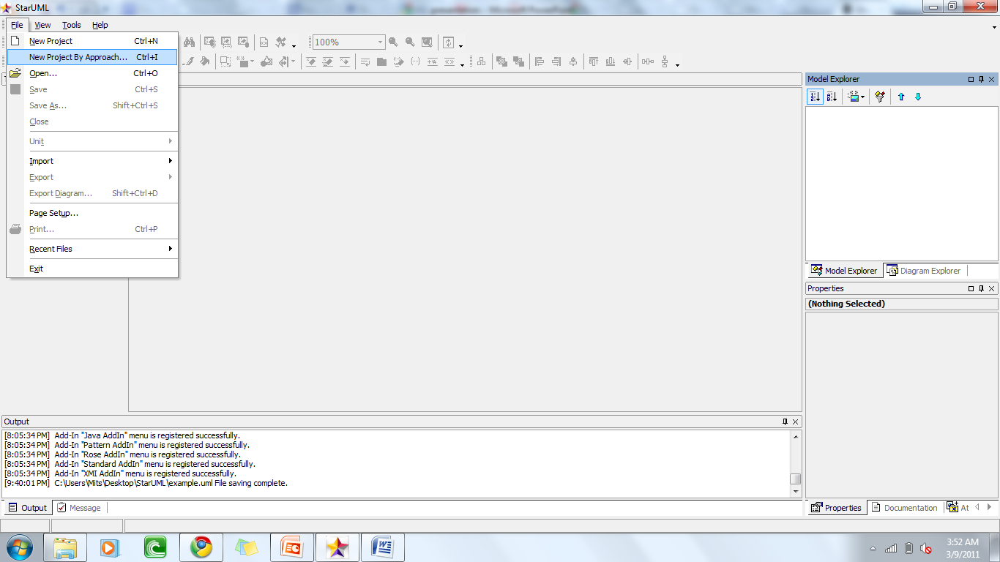 StarUML
File View Tools Help
New Project Ctrl+N
New Project By Approach... Ctrl+I
Open... Ctrl+O
Save Ctrl+S
Save As... Shift+Ctrl+S
Close
Unit
Import
Export
Export Diagram... Shift+Ctrl+D
Page Setup...
Print... Ctrl+P
Recent Files
Exit
100%
Model Explorer
Model Explorer Diagram Explorer
Properties
(Nothing Selected)
Output
[8:05:34 PM] Add-In "Java AddIn" menu is registered successfully.
[8:05:34 PM] Add-In "Pattern AddIn" menu is registered successfully.
[8:05:34 PM] Add-In "Rose AddIn" menu is registered successfully.
[8:05:34 PM] Add-In "Standard AddIn" menu is registered successfully.
[8:05:34 PM] Add-In "XMI AddIn" menu is registered successfully.
[9:40:01 PM] C:\Users\Mits\Desktop\StarUML\example.uml File saving complete.
Output Message
Properties Documentation At
3:52 AM
3/9/2011